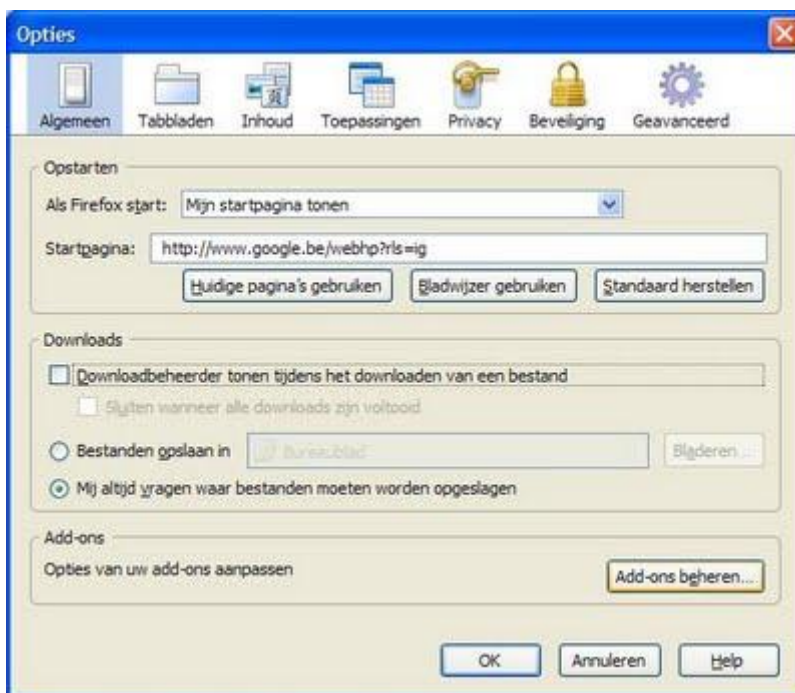 Opties
Algemeen Tabbladen Inhoud Toepassingen Privacy Beveiliging Geavanceerd
Opstarten
Als Firefox start: Mijn startpagina tonen
Startpagina: http://www.google.be/webhp?rls=ig
Huidige pagina's gebruiken Bladwijzer gebruiken Standaard herstellen
Downloads
Downloadbeheerder tonen tijdens het downloaden van een bestand
Sluiten wanneer alle downloads zijn voltooid
Bestanden opslaan in Bureaublad Bladeren...
Mij altijd vragen waar bestanden moeten worden opgeslagen
Add-ons
Opties van uw add-ons aanpassen
Add-ons beheren...
OK Annuleren Help